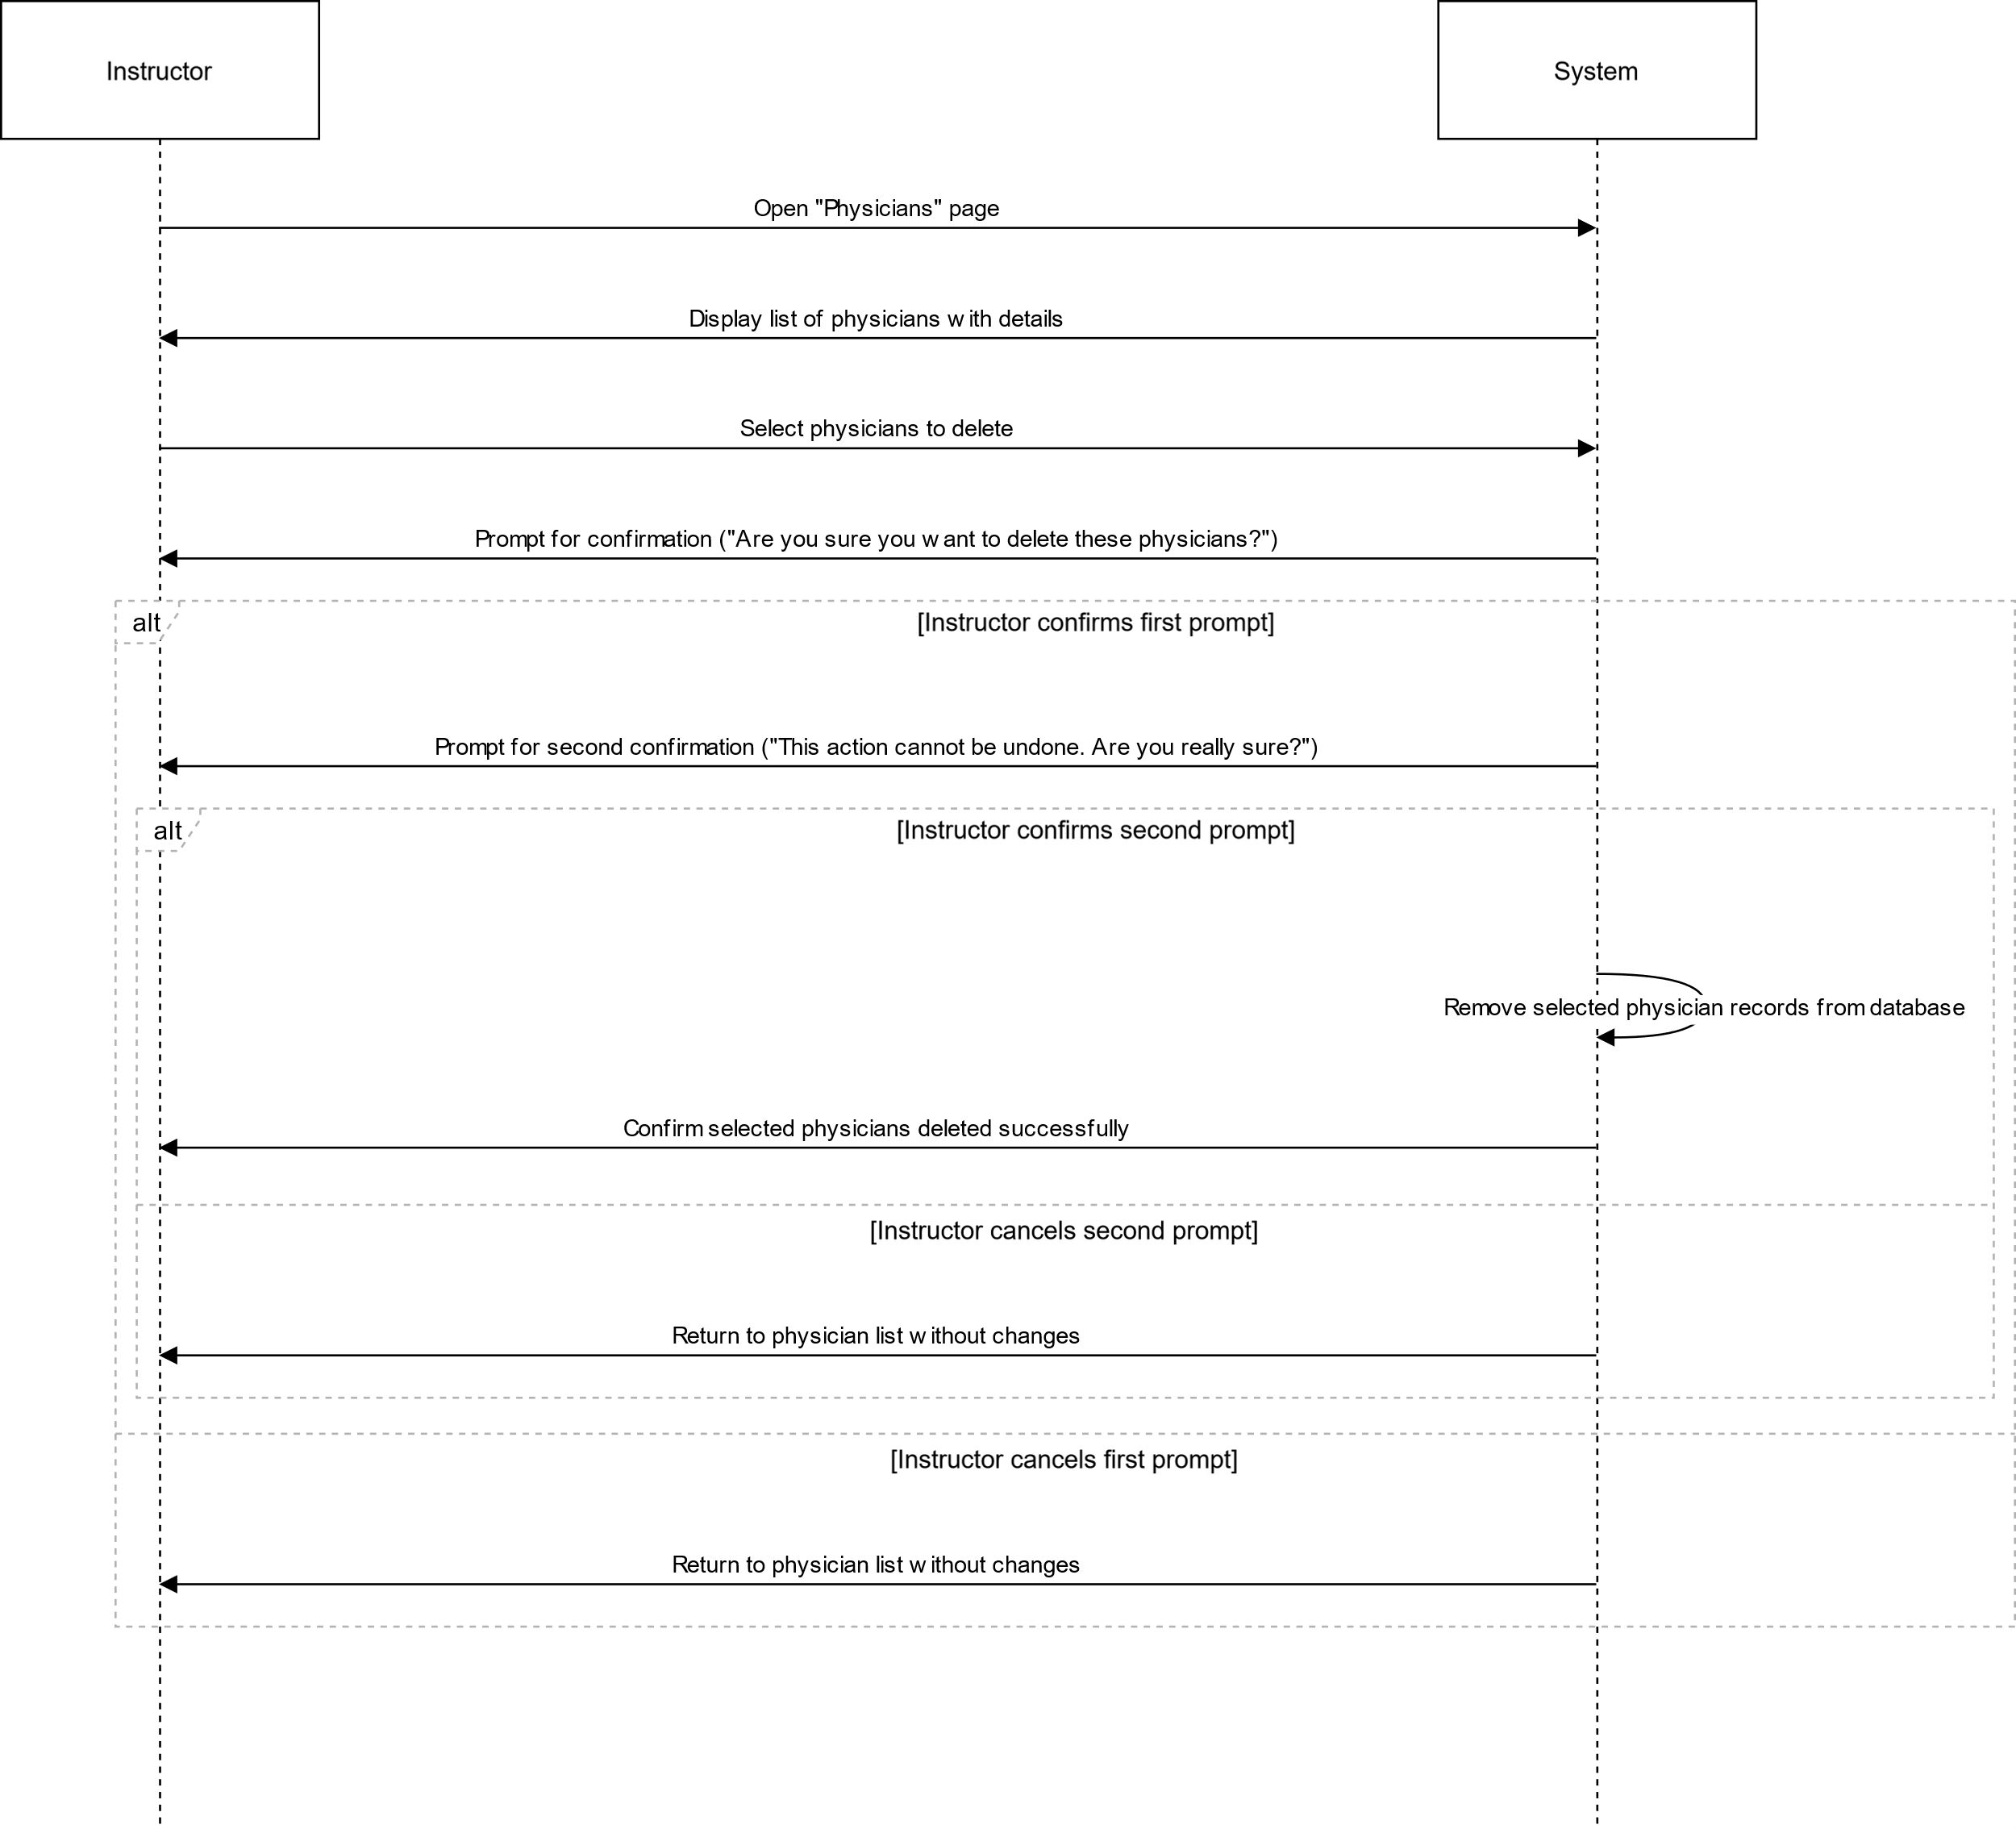 Instructor
System
Open "Physicians" page
Display list of physicians with details
Select physicians to delete
Prompt for confirmation ("Are you sure you want to delete these physicians?")
alt
[Instructor confirms first prompt]
Prompt for second confirmation ("This action cannot be undone. Are you really sure?")
alt
[Instructor confirms second prompt]
Remove selected physician records from database
Confirm selected physicians deleted successfully
[Instructor cancels second prompt]
Return to physician list without changes
[Instructor cancels first prompt]
Return to physician list without changes